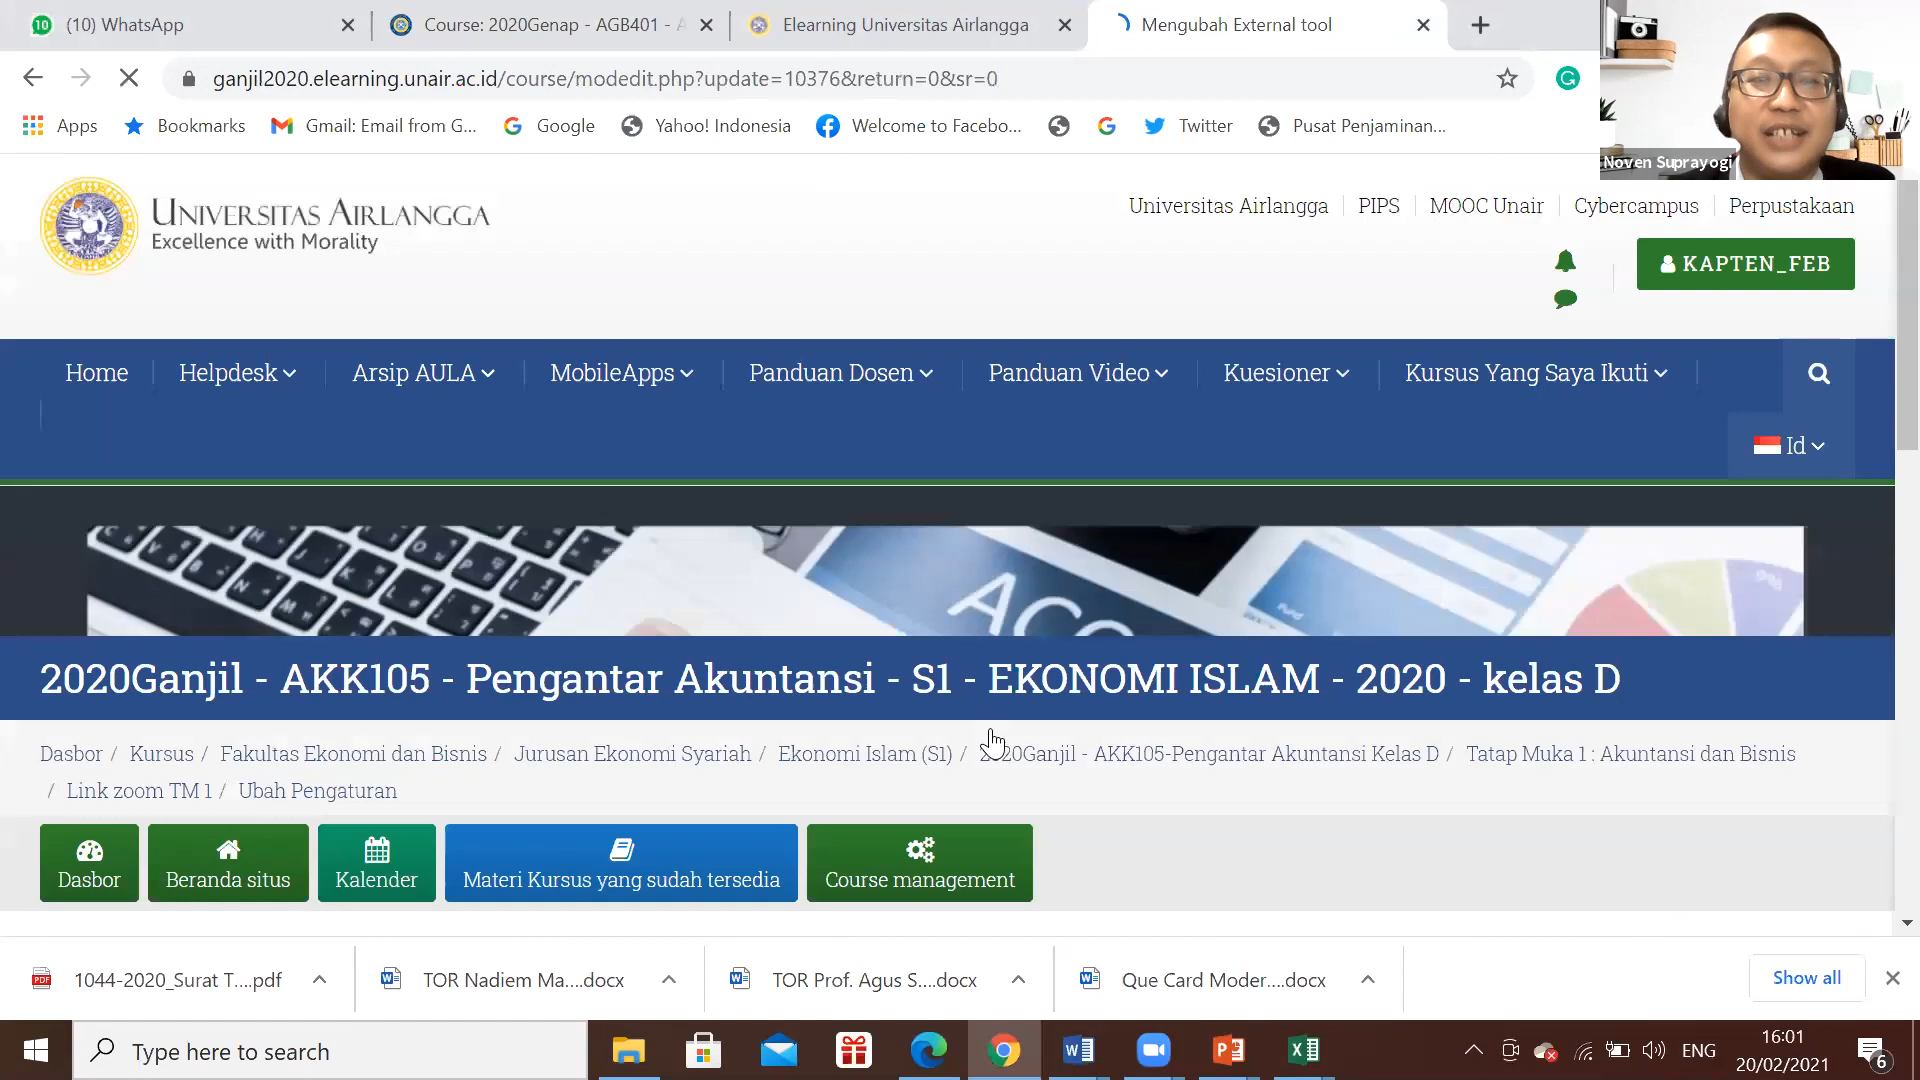 (10) WhatsApp
Course: 2020Genap - AGB401 - A
Elearning Universitas Airlangga
Mengubah External tool
ganjil2020.elearning.unair.ac.id/course/modedit.php?update=10376&return=0&sr=0
Apps
Bookmarks
Gmail: Email from G...
Google
Yahoo! Indonesia
Welcome to Facebo...
Twitter
Pusat Penjaminan...
Noven Suprayogi
UNIVERSITAS AIRLANGGA
Excellence with Morality
Universitas Airlangga
PIPS
MOOC Unair
Cybercampus
Perpustakaan
KAPTEN_FEB
Home
Helpdesk
Arsip AULA
MobileApps
Panduan Dosen
Panduan Video
Kuesioner
Kursus Yang Saya Ikuti
Id
ACC
2020Ganjil - AKK105 - Pengantar Akuntansi - S1 - EKONOMI ISLAM - 2020 - kelas D
Dasbor / Kursus / Fakultas Ekonomi dan Bisnis / Jurusan Ekonomi Syariah / Ekonomi Islam (S1) / 2020Ganjil - AKK105-Pengantar Akuntansi Kelas D / Tatap Muka 1 : Akuntansi dan Bisnis
/ Link zoom TM 1 / Ubah Pengaturan
Dasbor
Beranda situs
Kalender
Materi Kursus yang sudah tersedia
Course management
1044-2020_Surat T....pdf
TOR Nadiem Ma....docx
TOR Prof. Agus S....docx
Que Card Moder....docx
Show all
Type here to search
ENG
16:01
20/02/2021
6